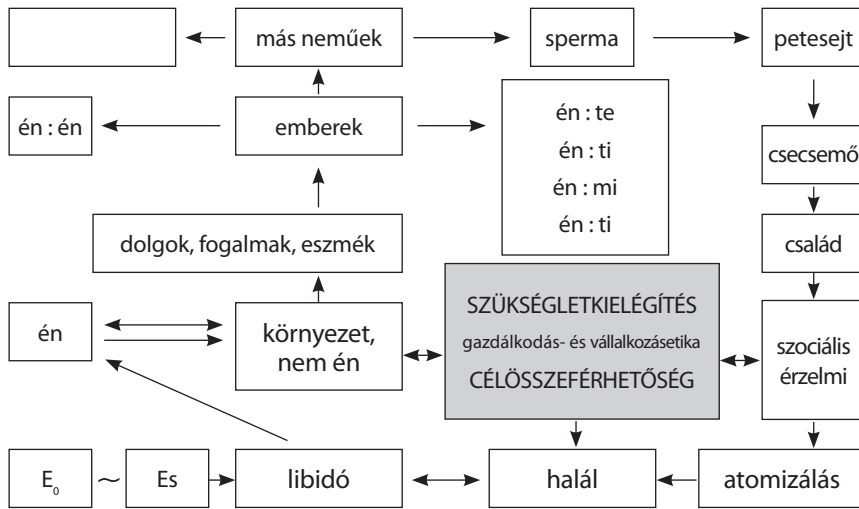 más neműek
sperma
petesejt
én : én
emberek
én : te
én : ti
én : mi
én : ti
csecsemő
dolgok, fogalmak, eszmék
család
én
környezet,
nem én
SZÜKSÉGLETKIELÉGÍTÉS
gazdálkodás- és vállalkozásetika
CÉLÖSSZEFÉRHETŐSÉG
szociális
érzelmi
E₀ ~ Es
libidó
halál
atomizálás